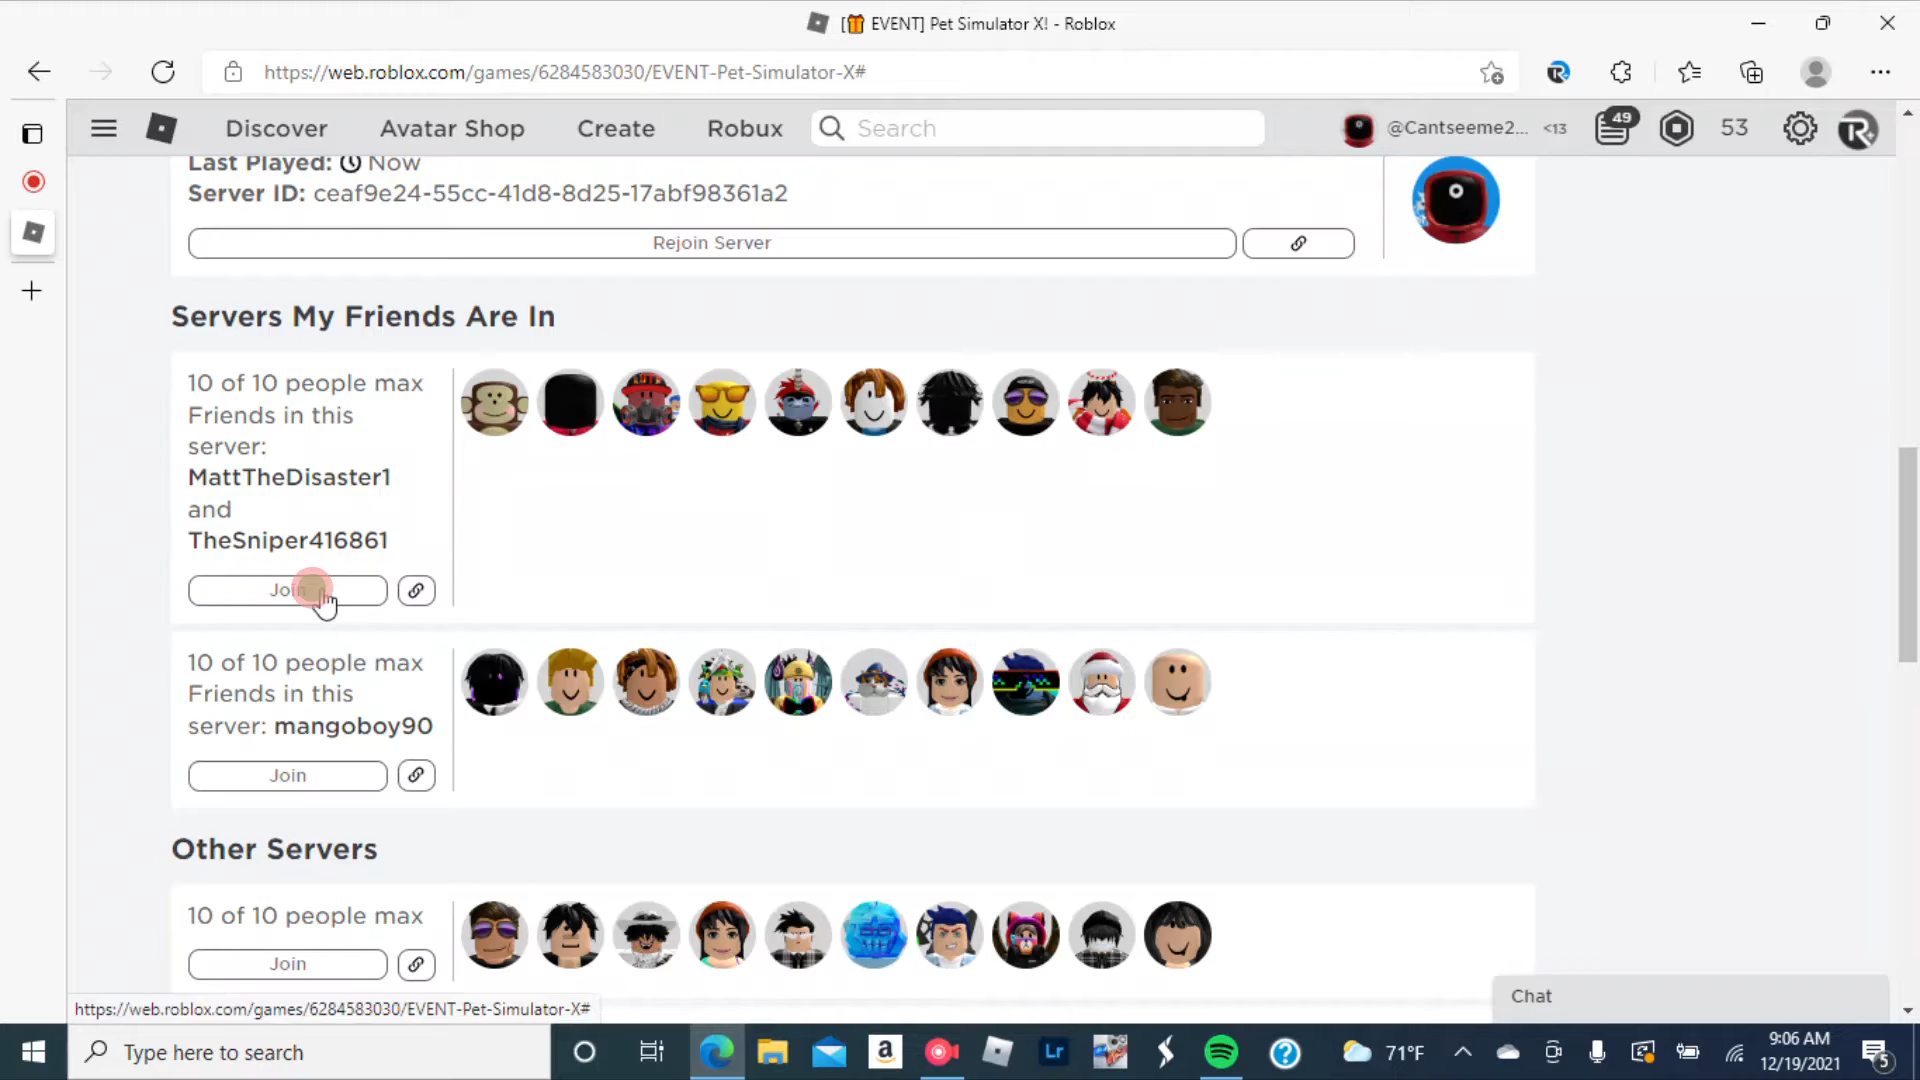 [🎁 EVENT] Pet Simulator X! - Roblox
https://web.roblox.com/games/6284583030/EVENT-Pet-Simulator-X#
Discover
Avatar Shop
Create
Robux
Search
@Cantseeme2... <13
49
53
Last Played: Now
Server ID: ceaf9e24-55cc-41d8-8d25-17abf98361a2
Rejoin Server
Servers My Friends Are In
10 of 10 people max
Friends in this
server:
MattTheDisaster1
and
TheSniper416861
Join
10 of 10 people max
Friends in this
server: mangoboy90
Join
Other Servers
10 of 10 people max
Join
Chat
https://web.roblox.com/games/6284583030/EVENT-Pet-Simulator-X#
Type here to search
a
Lr
71°F
9:06 AM
12/19/2021
5